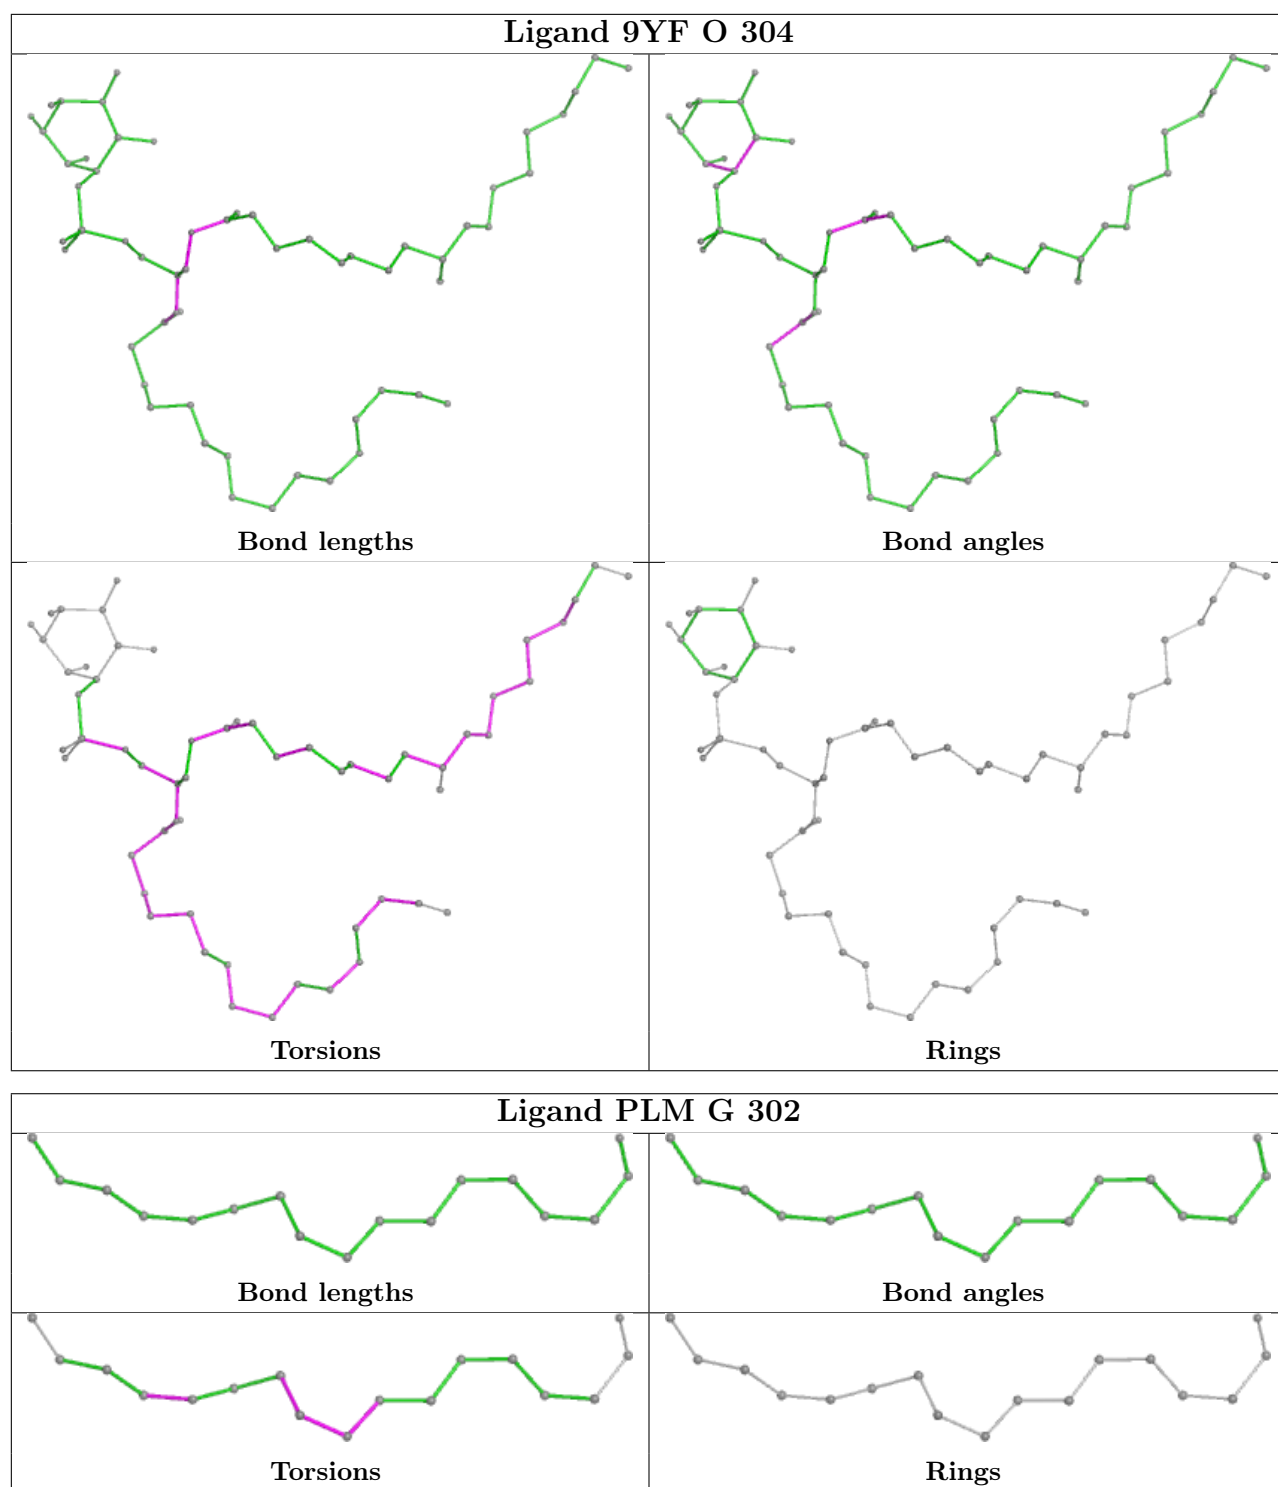 Ligand 9YF O 304
Bond lengths
Bond angles
Torsions
Rings
Ligand PLM G 302
Bond lengths
Bond angles
Torsions
Rings